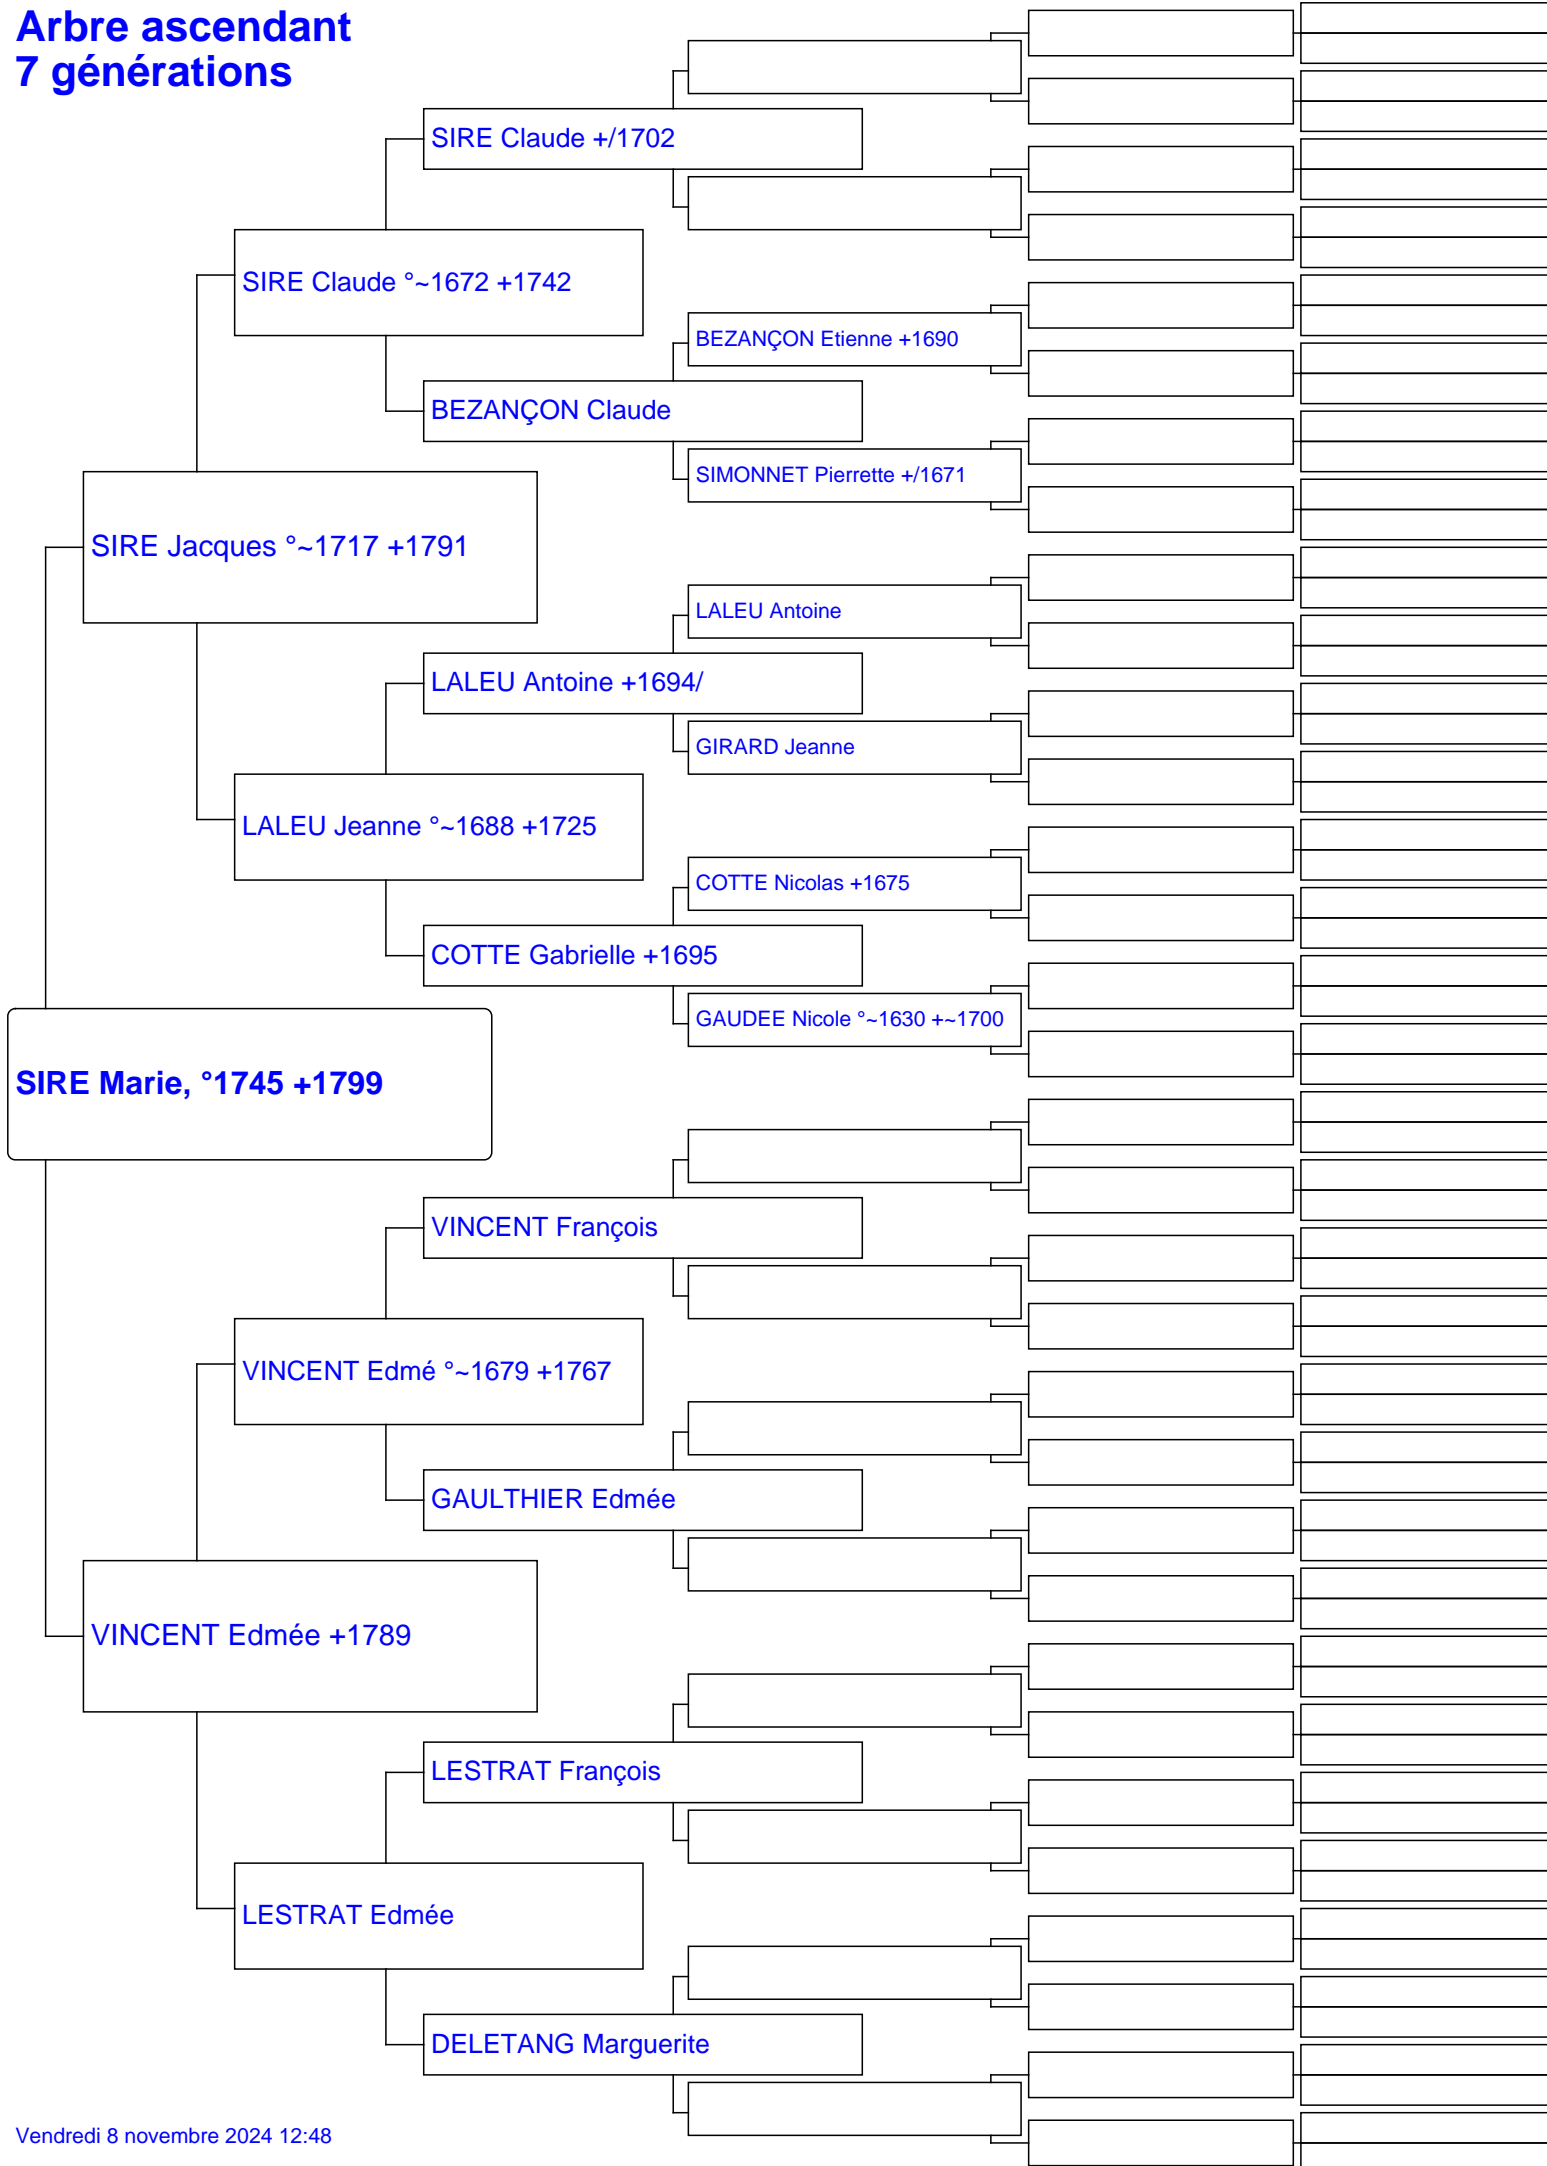 Arbre ascendant
7 générations
SIRE Claude +/1702
SIRE Claude °~1672 +1742
BEZANÇON Etienne +1690
BEZANÇON Claude
SIMONNET Pierrette +/1671
SIRE Jacques °~1717 +1791
LALEU Antoine
LALEU Antoine +1694/
GIRARD Jeanne
LALEU Jeanne °~1688 +1725
COTTE Nicolas +1675
COTTE Gabrielle +1695
GAUDEE Nicole °~1630 +~1700
SIRE Marie, °1745 +1799
VINCENT François
VINCENT Edmé °~1679 +1767
GAULTHIER Edmée
VINCENT Edmée +1789
LESTRAT François
LESTRAT Edmée
DELETANG Marguerite
Vendredi 8 novembre 2024 12:48